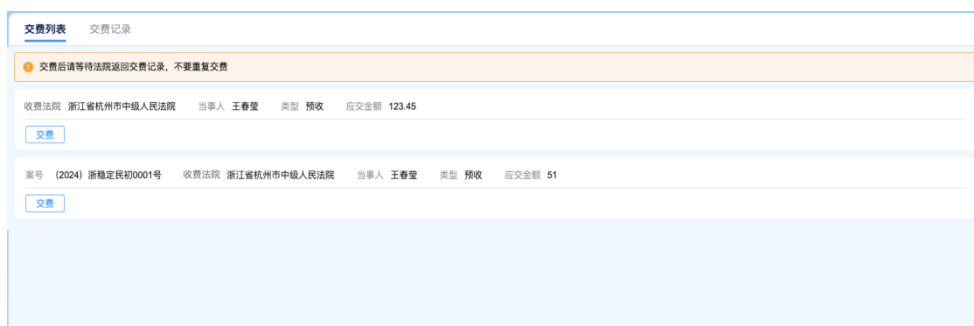 交费列表 交费记录
交费后请等待法院返回交费记录，不要重复交费
收费法院 浙江省杭州市中级人民法院 当事人 王春莹 类型 预收 应交金额 123.45
交费
案号 (2024) 浙稳定民初0001号 收费法院 浙江省杭州市中级人民法院 当事人 王春莹 类型 预收 应交金额 51
交费